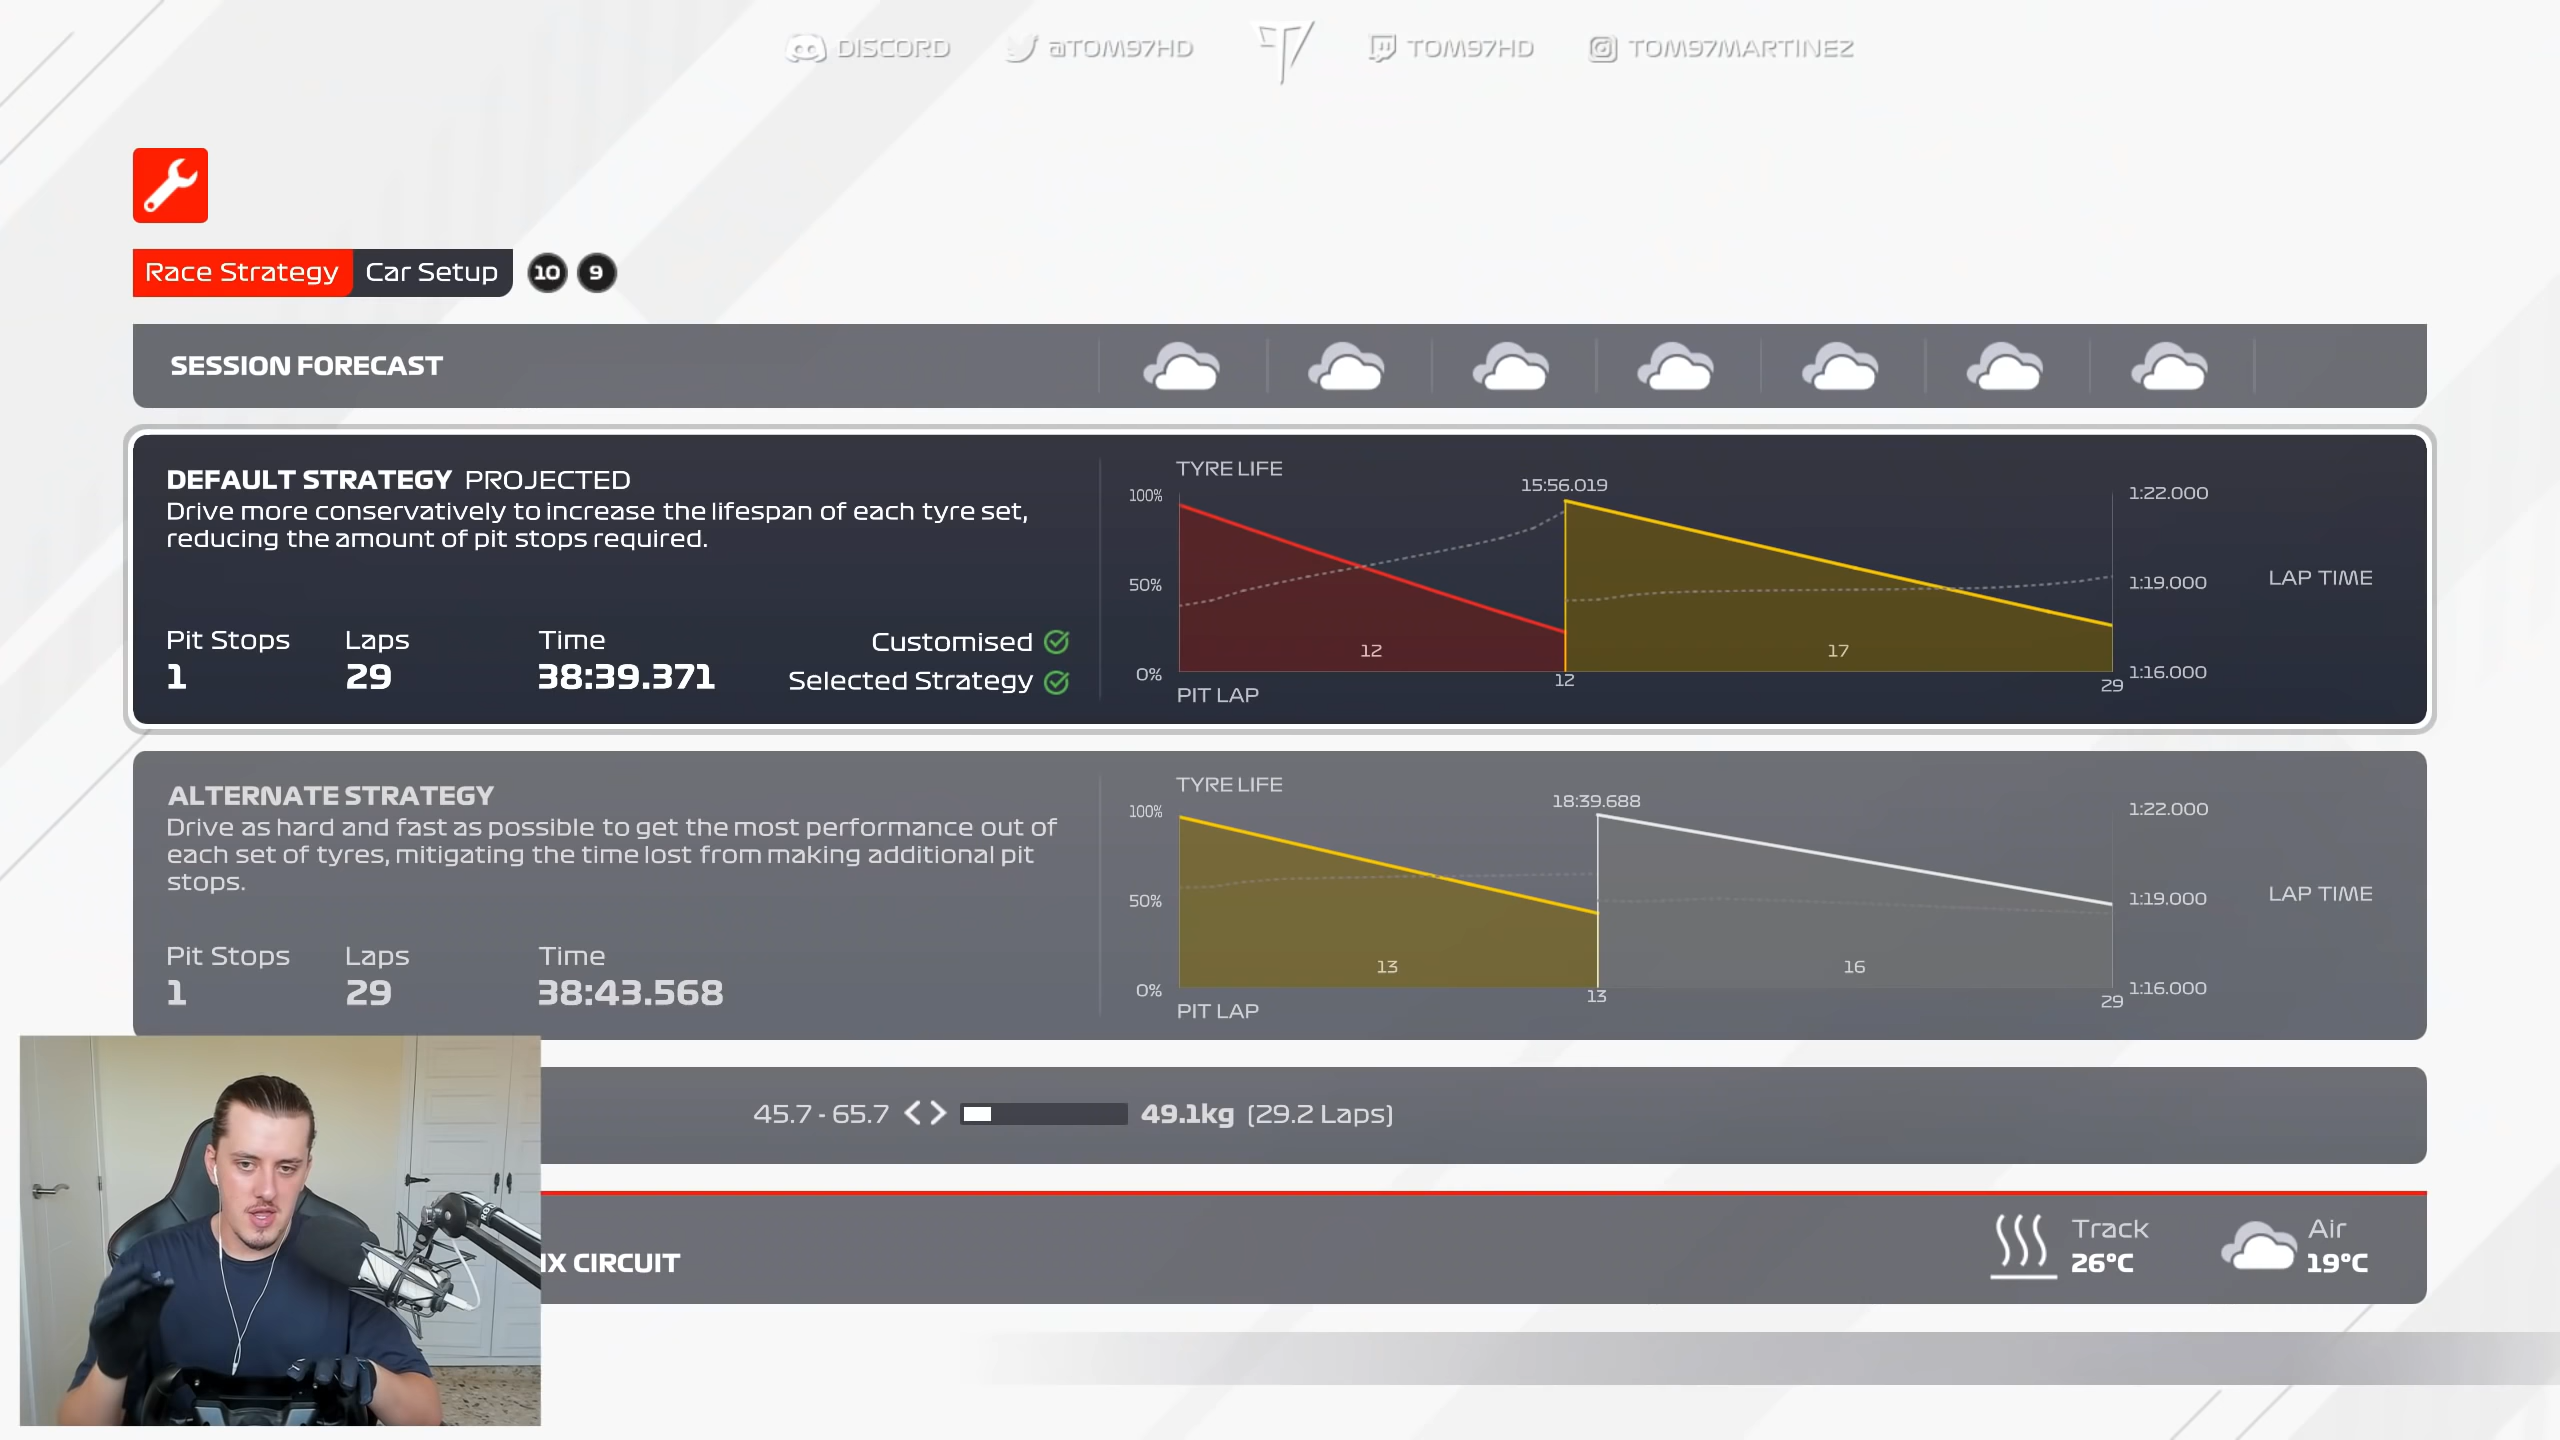 DISCORD @TOM97HD TOM97HD TOM97MARTINEZ
Race Strategy Car Setup 10 9
SESSION FORECAST
DEFAULT STRATEGY PROJECTED
Drive more conservatively to increase the lifespan of each tyre set,
reducing the amount of pit stops required.
Pit Stops Laps Time Customised
1 29 38:39.371 Selected Strategy
TYRE LIFE
15:56.019
100% 1:22.000
50% 1:19.000 LAP TIME
12 17
0% 12 29 1:16.000
PIT LAP
ALTERNATE STRATEGY
Drive as hard and fast as possible to get the most performance out of
each set of tyres, mitigating the time lost from making additional pit
stops.
Pit Stops Laps Time
1 29 38:43.568
TYRE LIFE
18:39.688
100% 1:22.000
50% 1:19.000 LAP TIME
13 16
0% 13 29 1:16.000
PIT LAP
45.7 - 65.7 49.1kg (29.2 Laps)
IX CIRCUIT
Track Air
26°C 19°C